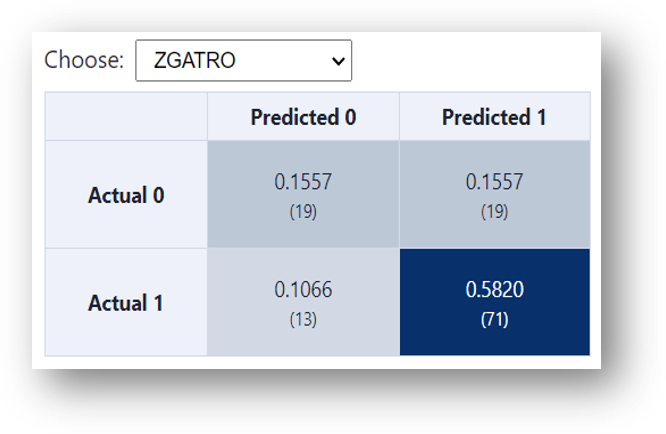 Choose: ZGATRO
Predicted 0 Predicted 1
Actual 0 0.1557 0.1557
(19) (19)
Actual 1 0.1066 0.5820
(13) (71)